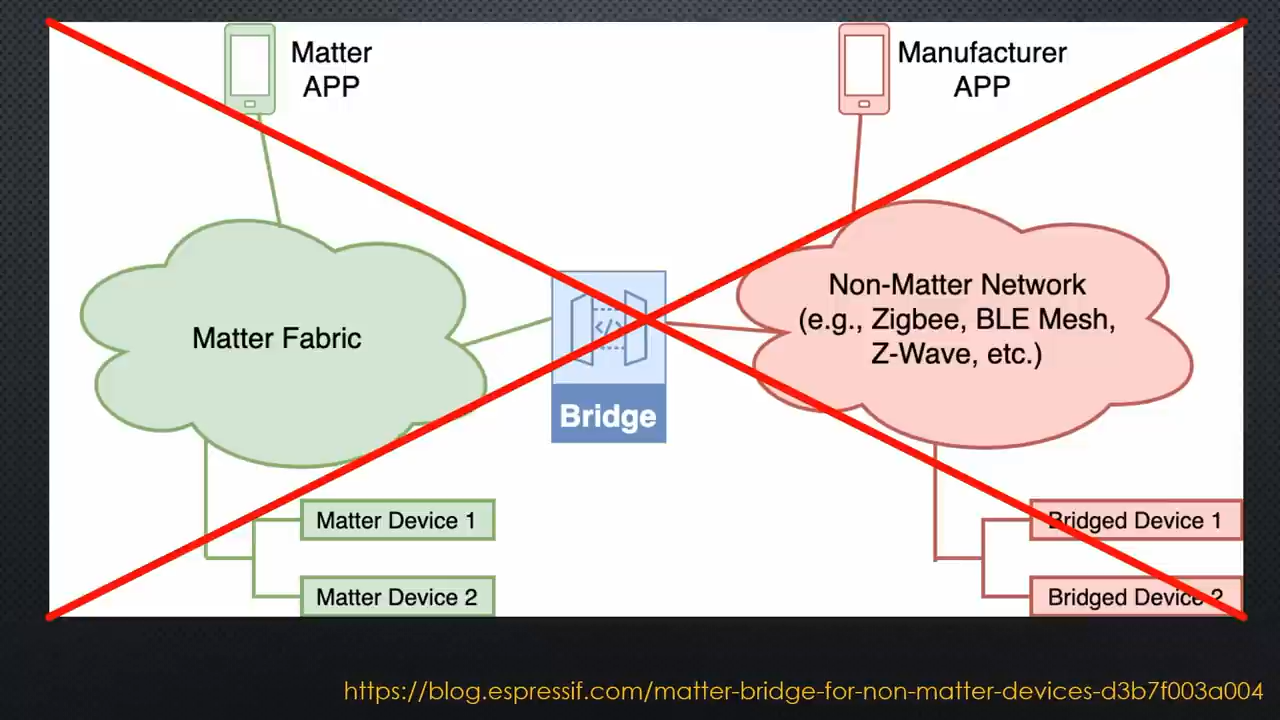 Matter
APP
Manufacturer
APP
Matter Fabric
</>
Bridge
Non-Matter Network
(e.g., Zigbee, BLE Mesh,
Z-Wave, etc.)
Matter Device 1
Matter Device 2
Bridged Device 1
Bridged Device 2
https://blog.espressif.com/matter-bridge-for-non-matter-devices-d3b7f003a004